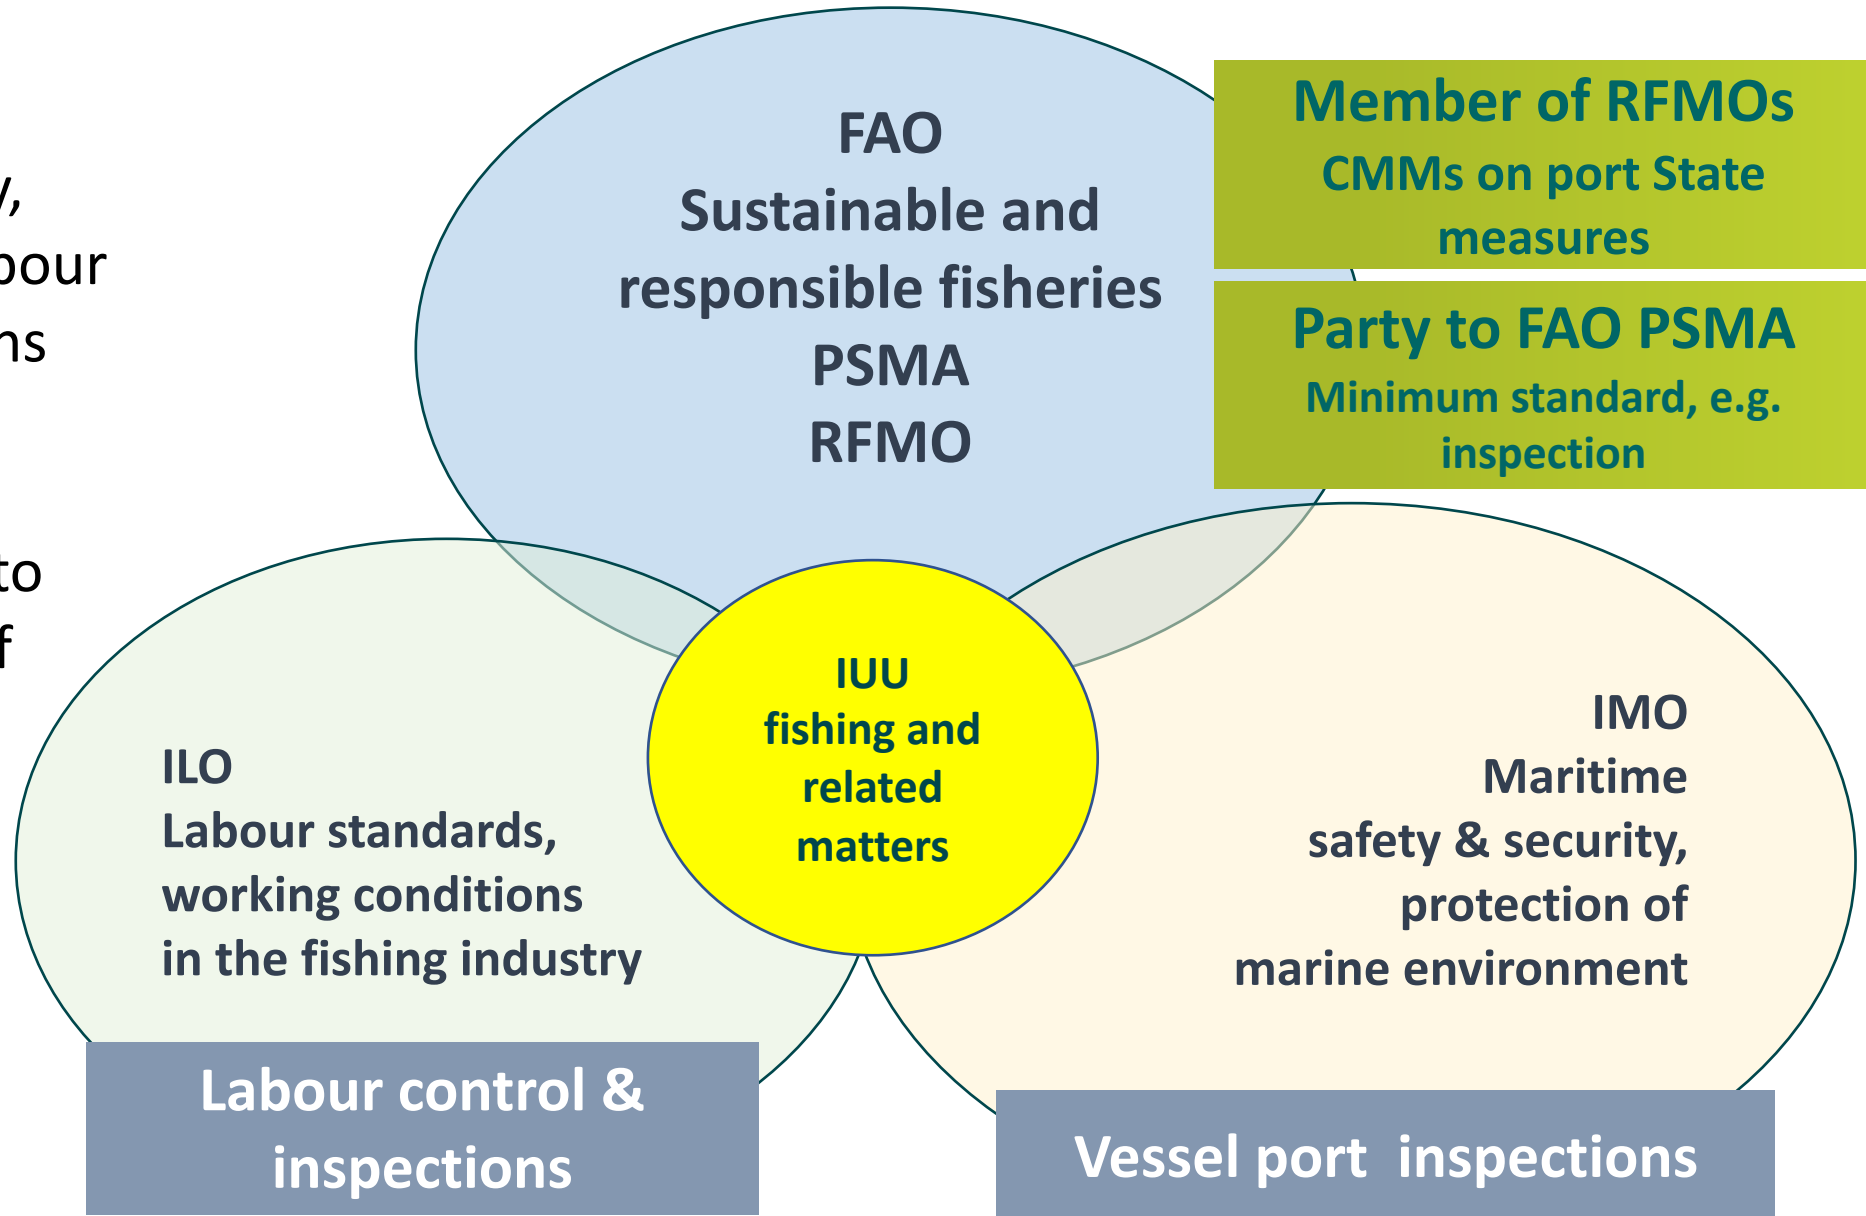 FAO
Sustainable and
responsible fisheries
PSMA
RFMO
Member of RFMOs
CMMs on port State
measures
Party to FAO PSMA
Minimum standard, e.g.
inspection
to
IUU
fishing and
related
matters
ILO
Labour standards,
working conditions
in the fishing industry
IMO
Maritime
safety & security,
protection of
marine environment
Labour control &
inspections
Vessel port  inspections